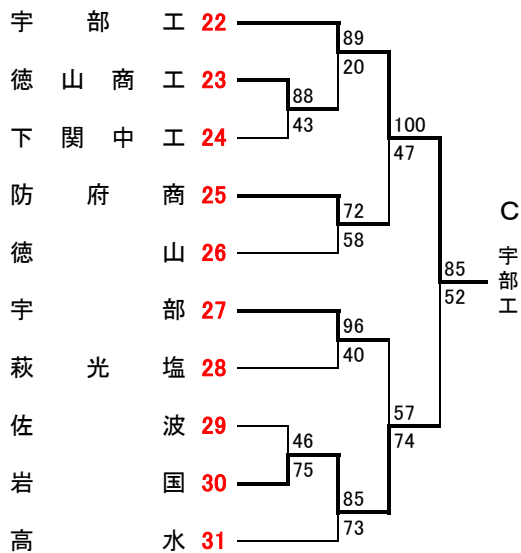 宇部工 22
徳山商工 23
下関中工 24
防府商 25
徳山 26
宇部 27
萩光塩 28
佐波 29
岩国 30
高水 31
89
20
88
43
100
47
72
58
85
52
96
40
57
74
46
75
85
73
C
宇部工